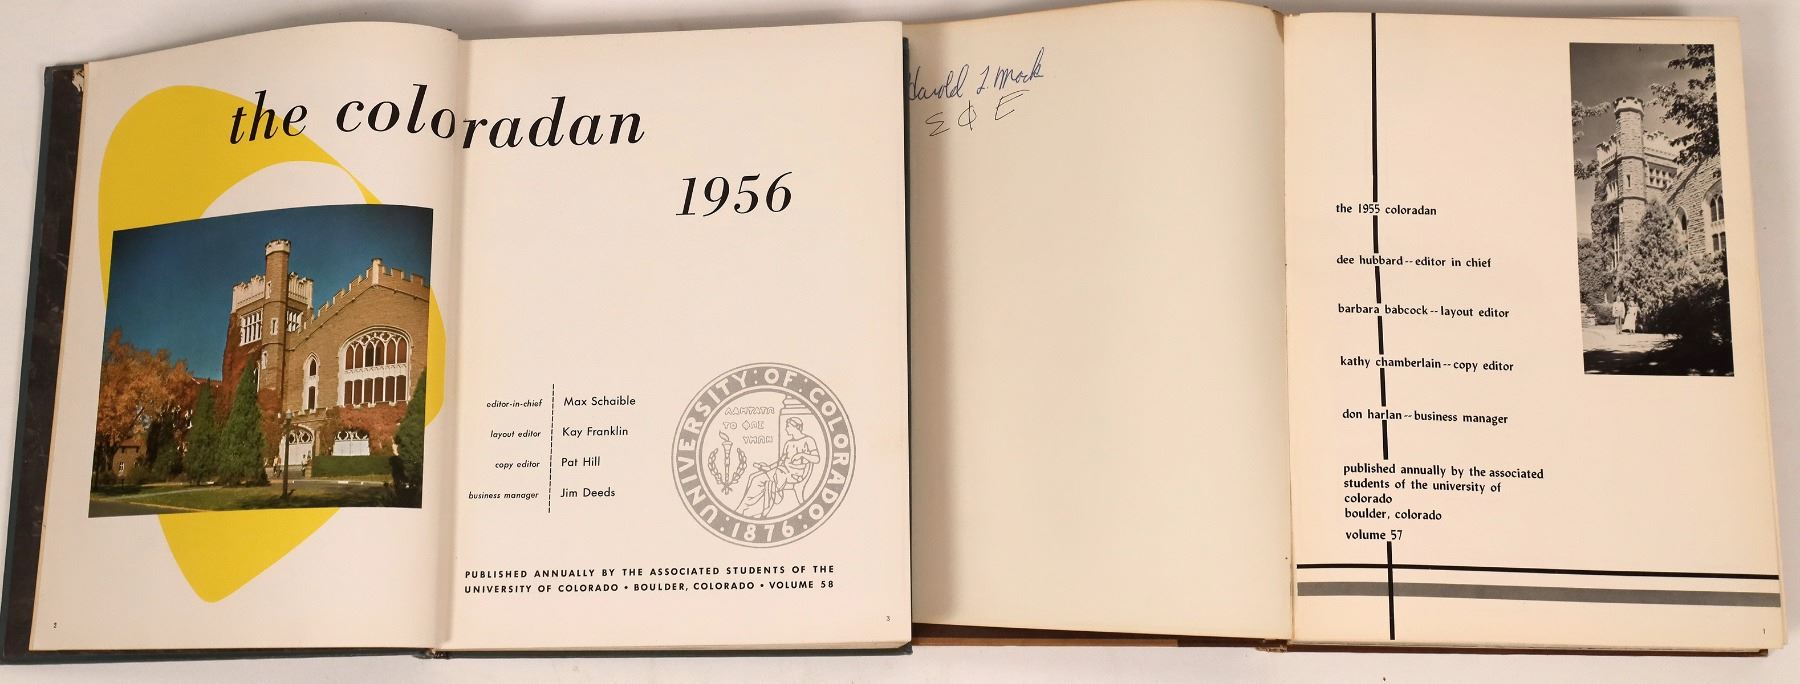 the coloradan
1956
editor-in-chief Max Schaible
layout editor Kay Franklin
copy editor Pat Hill
business manager Jim Deeds
UNIVERSITY · OF · COLORADO
1876
PUBLISHED ANNUALLY BY THE ASSOCIATED STUDENTS OF THE
UNIVERSITY OF COLORADO • BOULDER, COLORADO • VOLUME 58
2
3
Harold L. Mock
Σ Φ E
the 1955 coloradan
dee hubbard -- editor in chief
barbara babcock -- layout editor
kathy chamberlain -- copy editor
don harlan -- business manager
published annually by the associated
students of the university of
colorado
boulder, colorado
volume 57
1